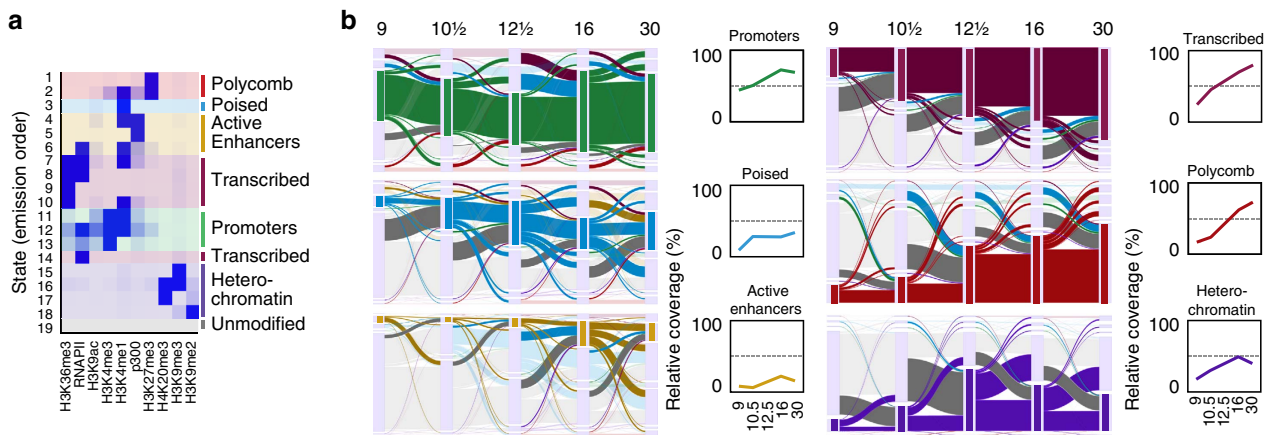 a
State (emission order)
1
2
3
4
5
6
7
8
9
10
11
12
13
14
15
16
17
18
19
Polycomb
Poised
Active
Enhancers
Transcribed
Promoters
Transcribed
Hetero-
chromatin
Unmodified
H3K36me3
RNAPII
H3K9ac
H3K4me3
H3K4me1
p300
H3K27me3
H4K20me3
H3K9me3
H3K9me2
b
9 10½ 12½ 16 30
Relative coverage (%)
Promoters
100
0
Poised
100
0
Active
enhancers
100
0
9
10.5
12.5
16
30
9 10½ 12½ 16 30
Relative coverage (%)
Transcribed
100
0
Polycomb
100
0
Hetero-
chromatin
100
0
9
10.5
12.5
16
30